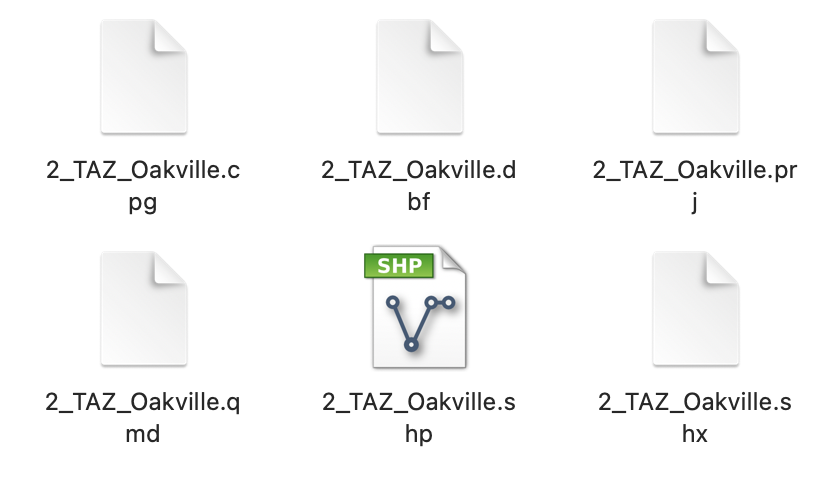 2_TAZ_Oakville.c
pg
2_TAZ_Oakville.d
bf
2_TAZ_Oakville.pr
j
2_TAZ_Oakville.q
md
SHP
2_TAZ_Oakville.s
hp
2_TAZ_Oakville.s
hx